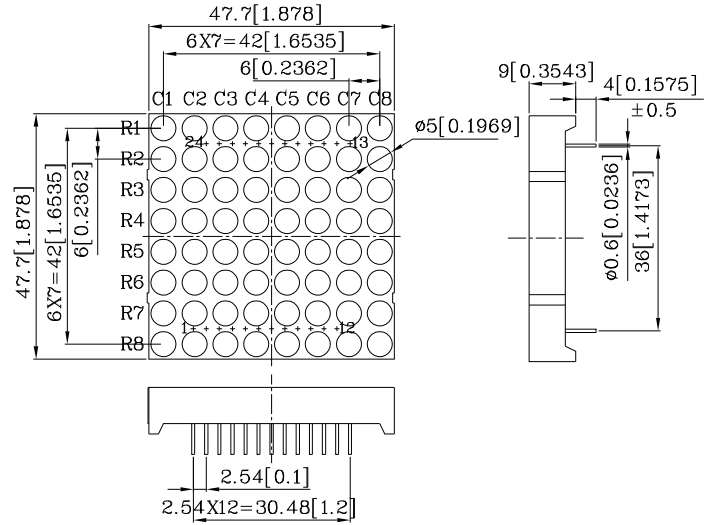 47.7[1.878]
6X7=42[1.6535]
6[0.2362]
C1 C2 C3 C4 C5 C6 C7 C8
R1
R2
R3
R4
R5
R6
R7
R8
24
13
1
12
ø5[0.1969]
47.7[1.878]
6X7=42[1.6535]
6[0.2362]
9[0.3543]
4[0.1575]
±0.5
ø0.6[0.0236]
36[1.4173]
2.54[0.1]
2.54X12=30.48[1.2]